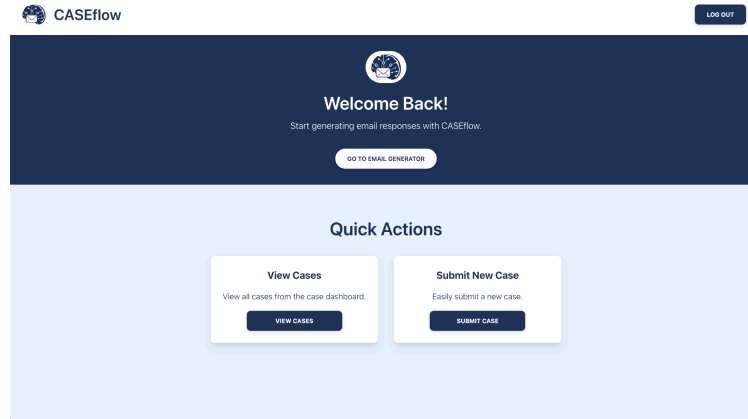 CASEflow
LOG OUT
Welcome Back!
Start generating email responses with CASEflow.
GO TO EMAIL GENERATOR
Quick Actions
View Cases
View all cases from the case dashboard.
VIEW CASES
Submit New Case
Easily submit a new case.
SUBMIT CASE